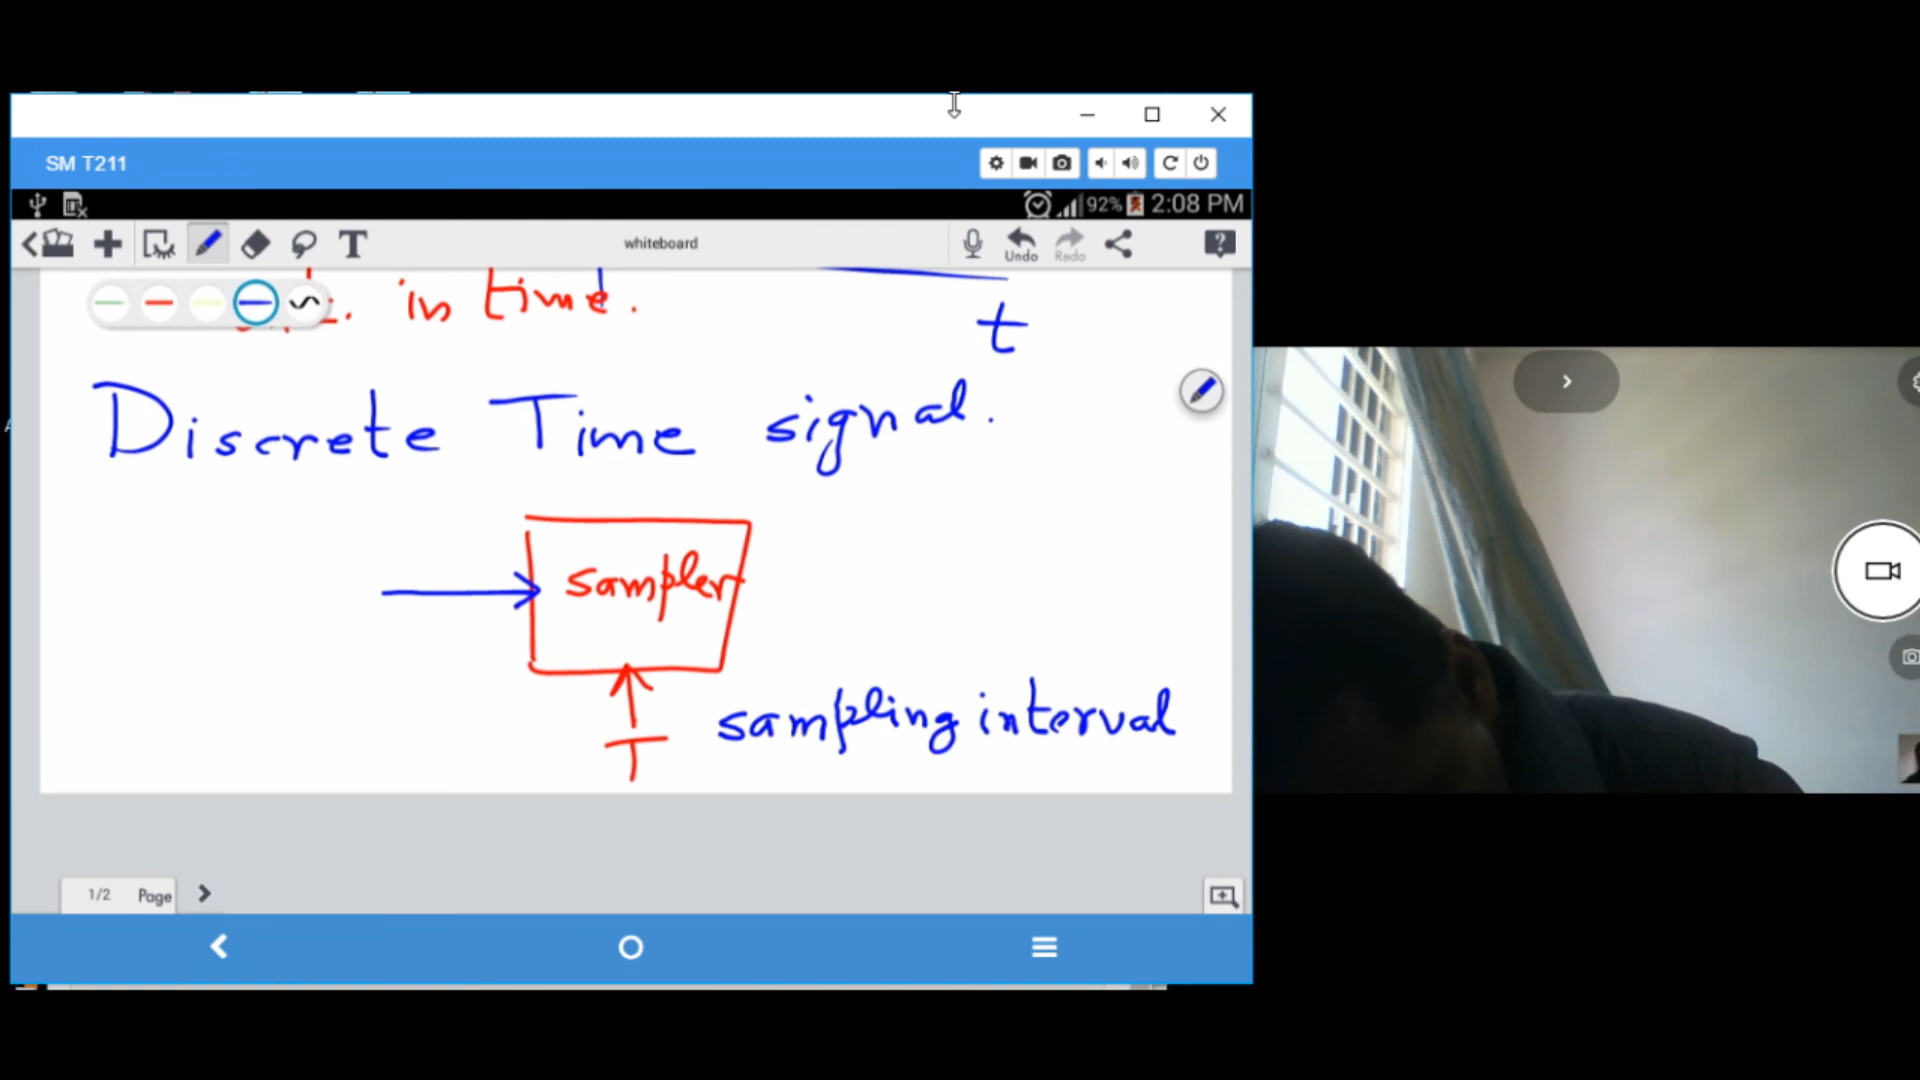 SM T211
92% 2:08 PM
whiteboard
Undo
Redo
T
in time.
t
Discrete Time signal.
sampler
sampling interval
T
1/2 Page